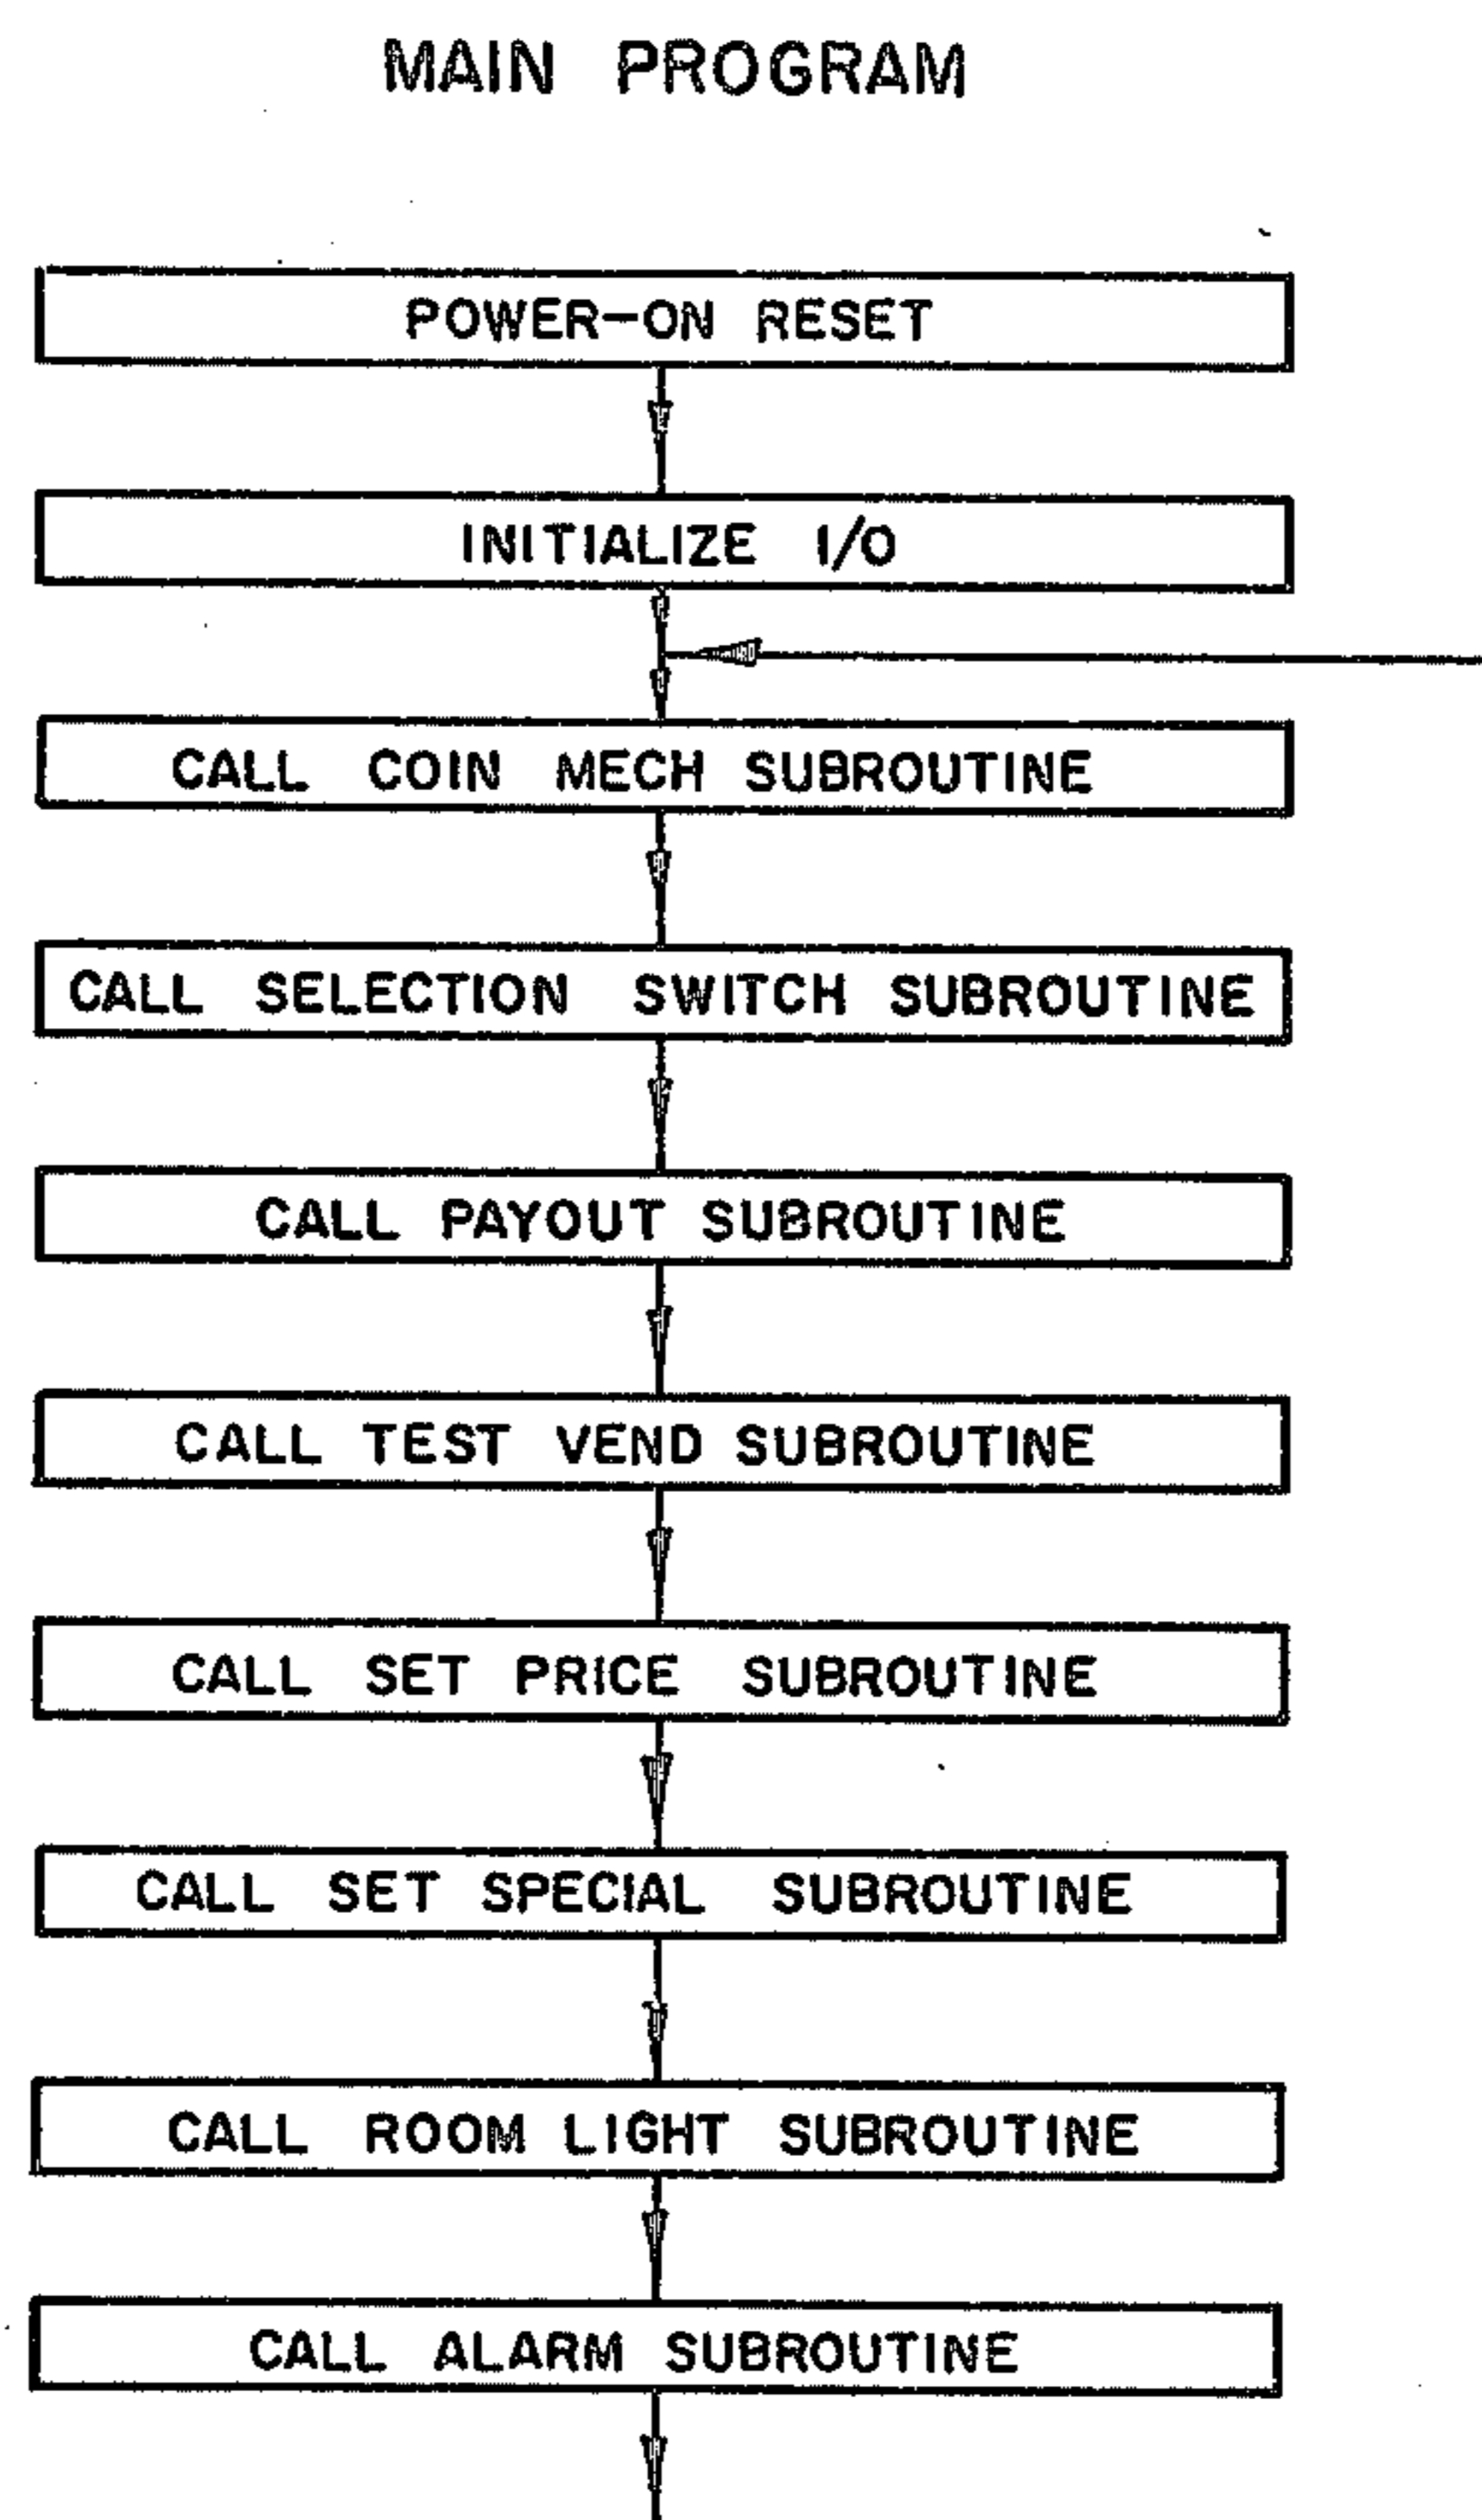 MAIN PROGRAM
POWER-ON RESET
INITIALIZE I/O
CALL COIN MECH SUBROUTINE
CALL SELECTION SWITCH SUBROUTINE
CALL PAYOUT SUBROUTINE
CALL TEST VEND SUBROUTINE
CALL SET PRICE SUBROUTINE
CALL SET SPECIAL SUBROUTINE
CALL ROOM LIGHT SUBROUTINE
CALL ALARM SUBROUTINE